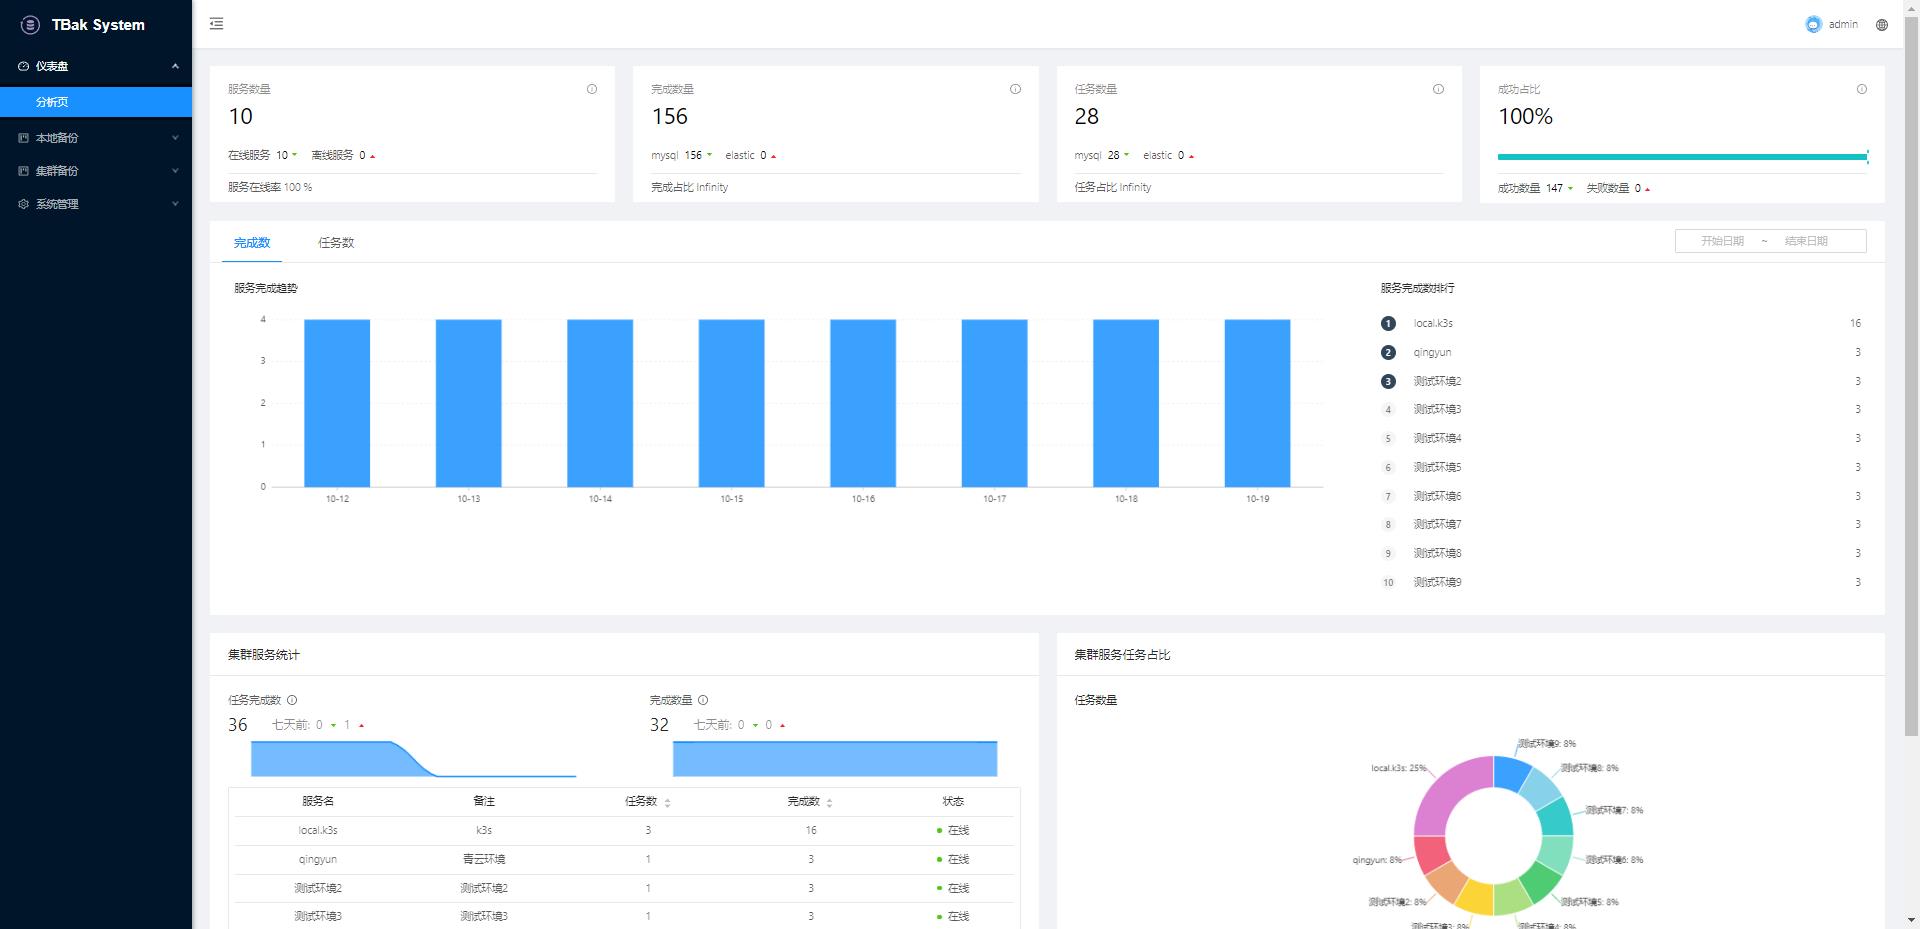 TBak System
admin
仪表盘
分析页
本地备份
集群备份
系统管理
服务数量
10
在线服务 10 离线服务 0
服务在线率 100 %
完成数量
156
mysql 156 elastic 0
完成占比 Infinity
任务数量
28
mysql 28 elastic 0
任务占比 Infinity
成功占比
100%
成功数量 147 失败数量 0
完成数 任务数
开始日期 ~ 结束日期
服务完成趋势
4
3
2
1
0
10-12 10-13 10-14 10-15 10-16 10-17 10-18 10-19
服务完成数排行
1 local.k3s 16
2 qingyun 3
3 测试环境2 3
4 测试环境3 3
5 测试环境4 3
6 测试环境5 3
7 测试环境6 3
8 测试环境7 3
9 测试环境8 3
10 测试环境9 3
集群服务统计
任务完成数
36 七天前: 0 1
完成数量
32 七天前: 0 0
服务名 备注 任务数 完成数 状态
local.k3s k3s 3 16 在线
qingyun 青云环境 1 3 在线
测试环境2 测试环境2 1 3 在线
测试环境3 测试环境3 1 3 在线
集群服务任务占比
任务数量
测试环境9: 8%
local.k3s: 25%
测试环境8: 8%
测试环境7: 8%
qingyun: 8%
测试环境6: 8%
测试环境2: 8%
测试环境5: 8%
测试环境3: 8%
测试环境4: 8%